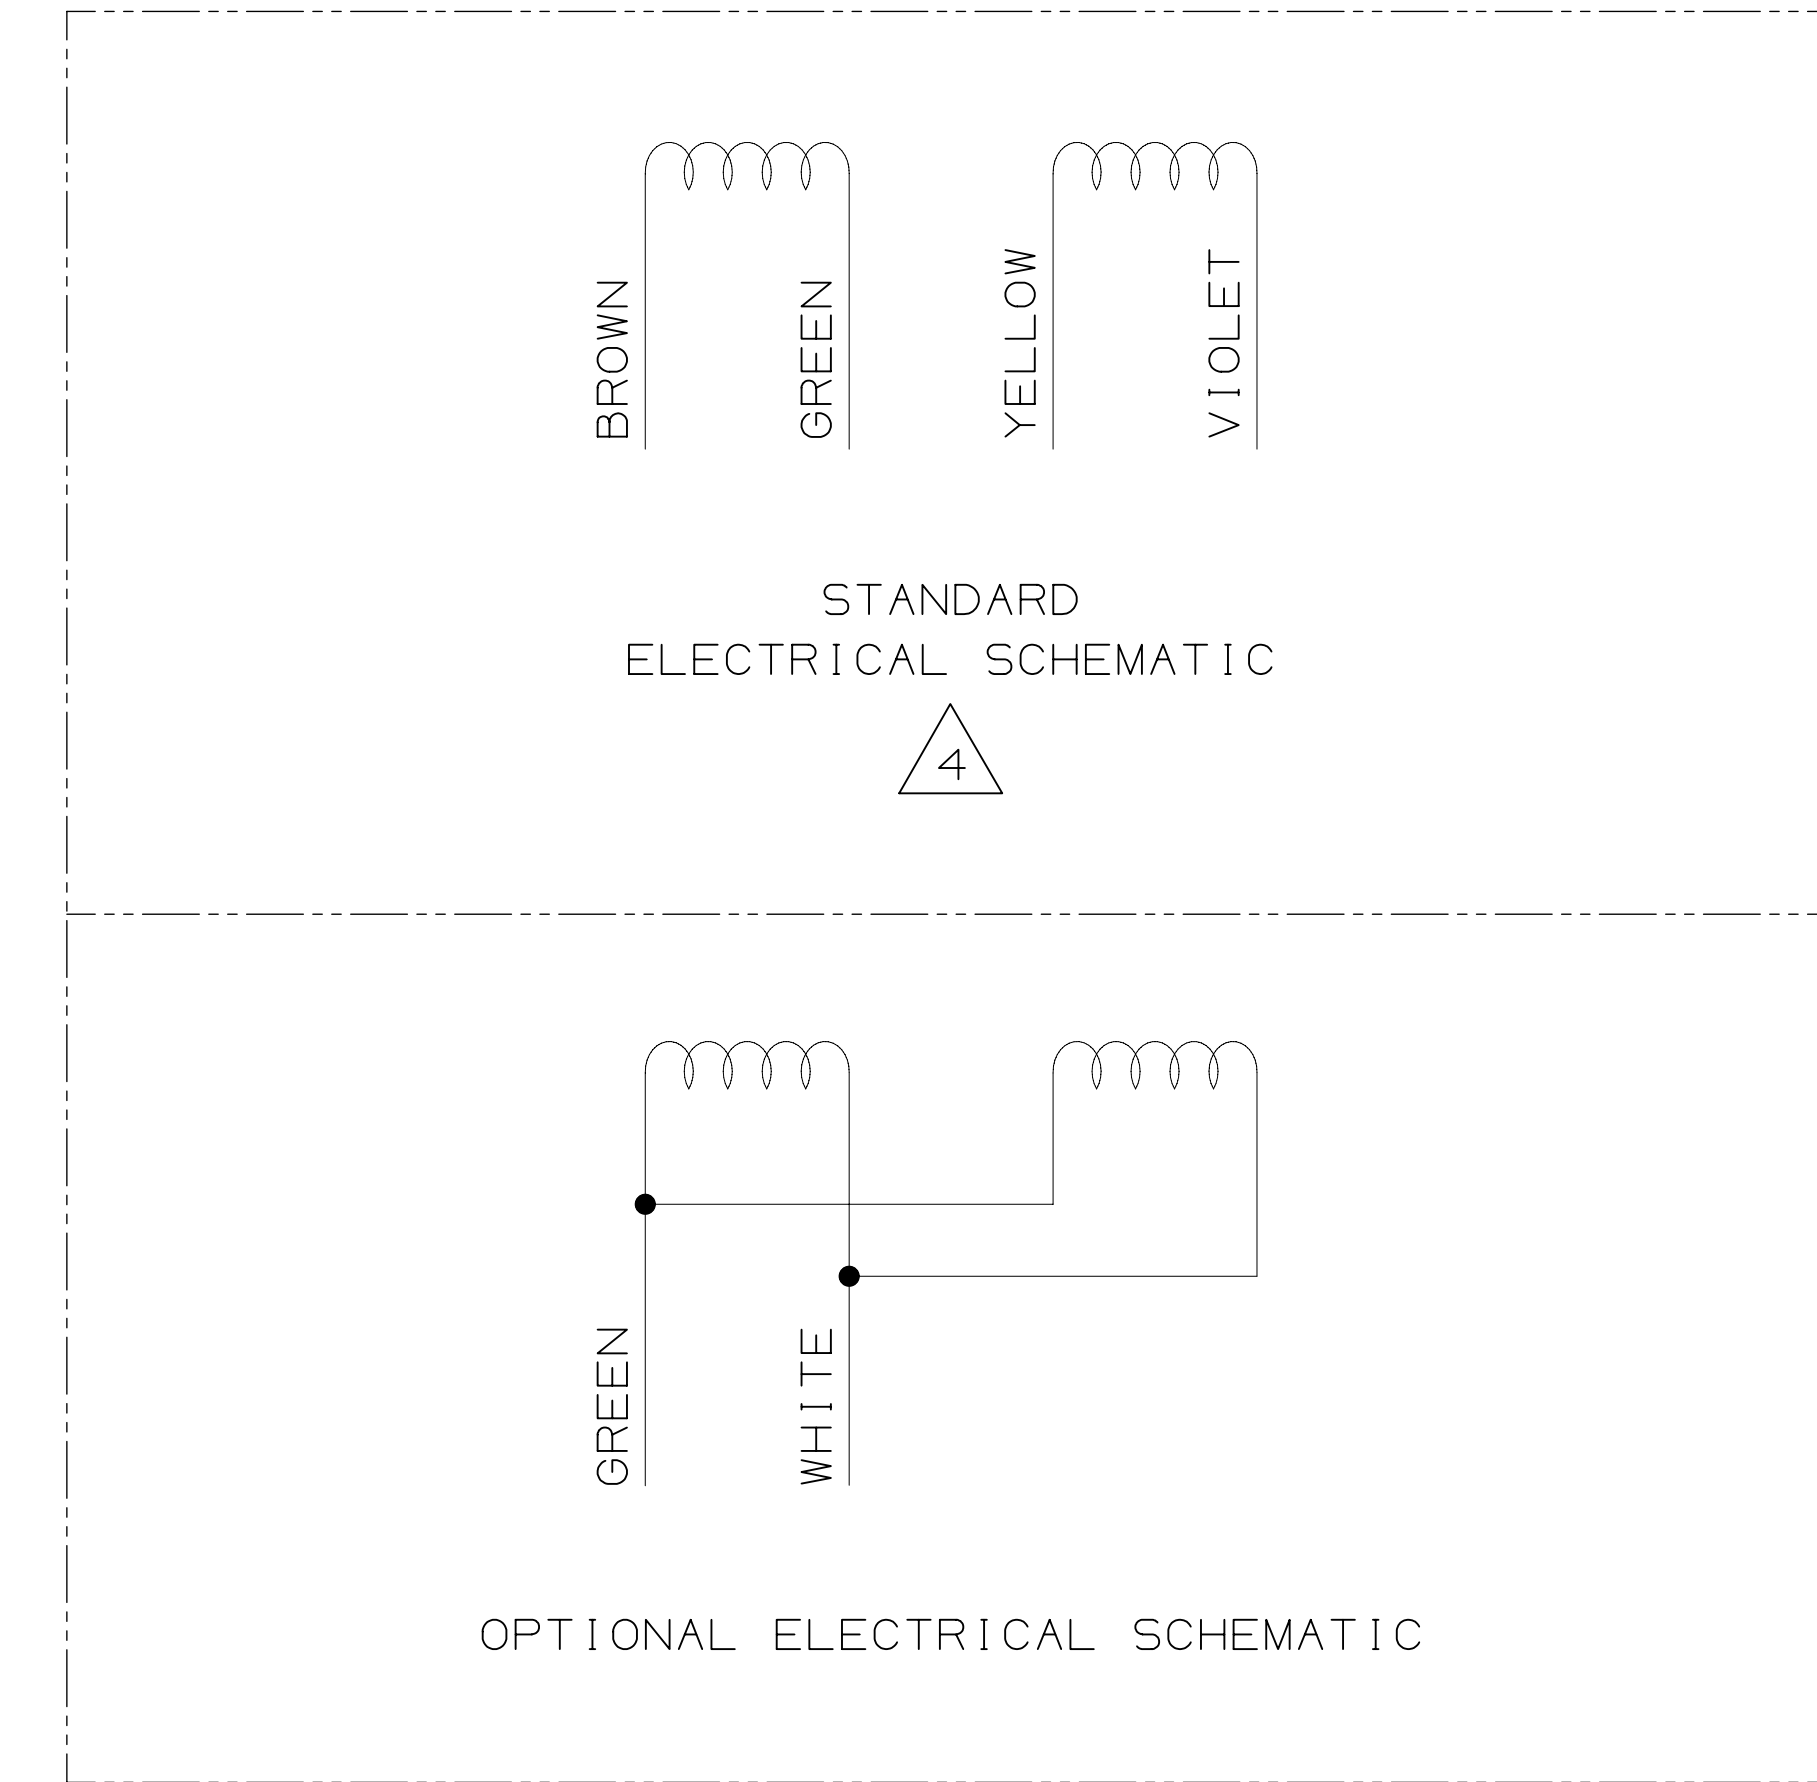 BROWN
GREEN
YELLOW
VIOLET
STANDARD
ELECTRICAL SCHEMATIC
4
GREEN
WHITE
OPTIONAL ELECTRICAL SCHEMATIC